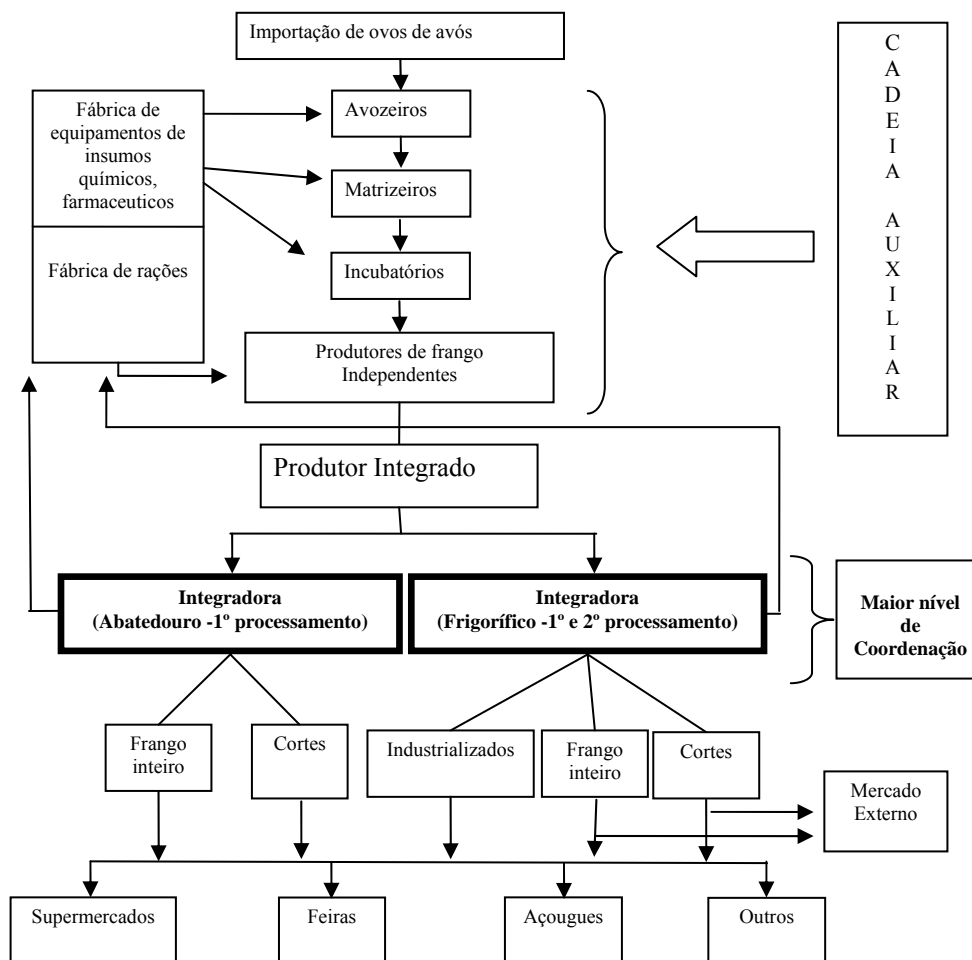 Importação de ovos de avós
CADEIA AUXILIAR
Fábrica de
equipamentos de
insumos
químicos,
farmaceuticos
Avozeiros
Matrizeiros
Fábrica de rações
Incubatórios
Produtores de frango
Independentes
Produtor Integrado
Integradora
(Abatedouro -1º processamento)
Integradora
(Frigorífico -1º e 2º processamento)
Maior nível
de
Coordenação
Frango
inteiro
Cortes
Industrializados
Frango
inteiro
Cortes
Mercado
Externo
Supermercados
Feiras
Açougues
Outros